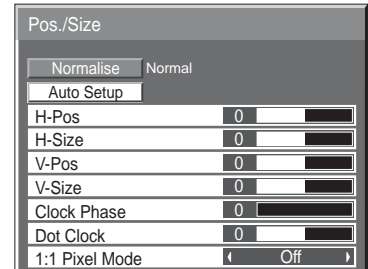 Pos./Size
Normalise Normal
Auto Setup
H-Pos 0
H-Size 0
V-Pos 0
V-Size 0
Clock Phase 0
Dot Clock 0
1:1 Pixel Mode Off